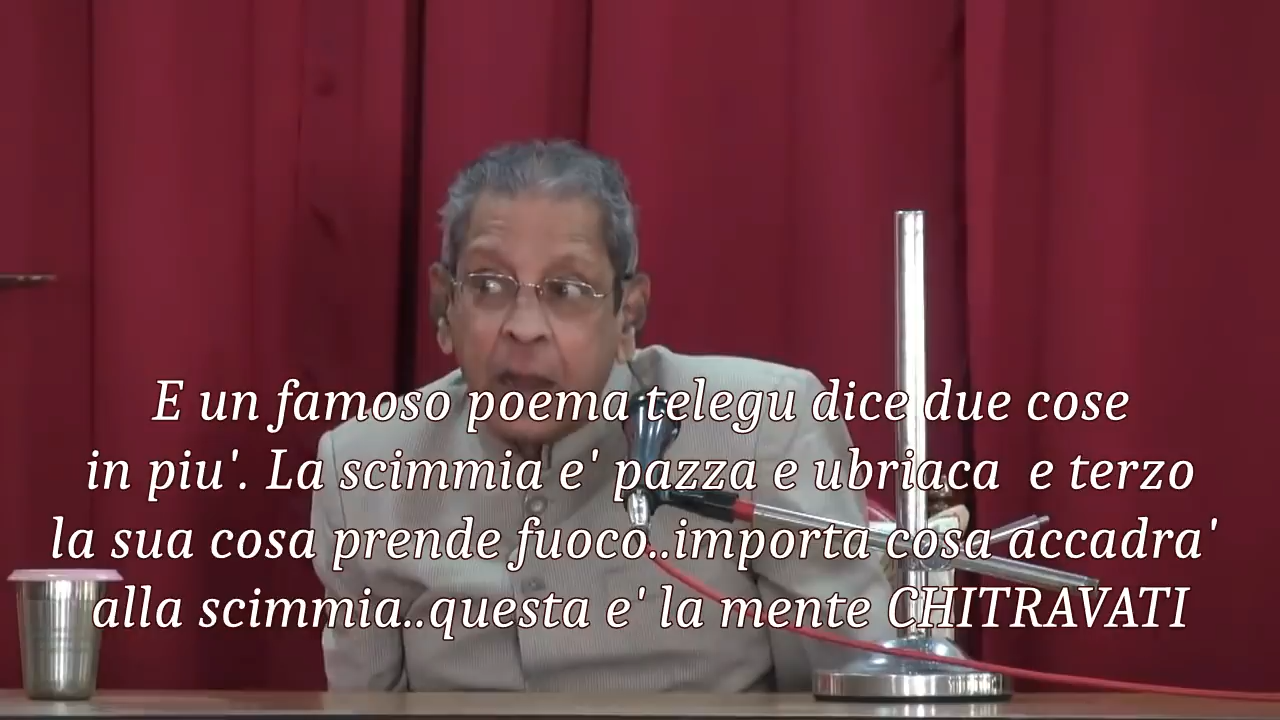 E un famoso poema telegu dice due cose
in piu'. La scimmia e' pazza e ubriaca e terzo
la sua cosa prende fuoco..importa cosa accadra'
alla scimmia..questa e' la mente CHITRAVATI